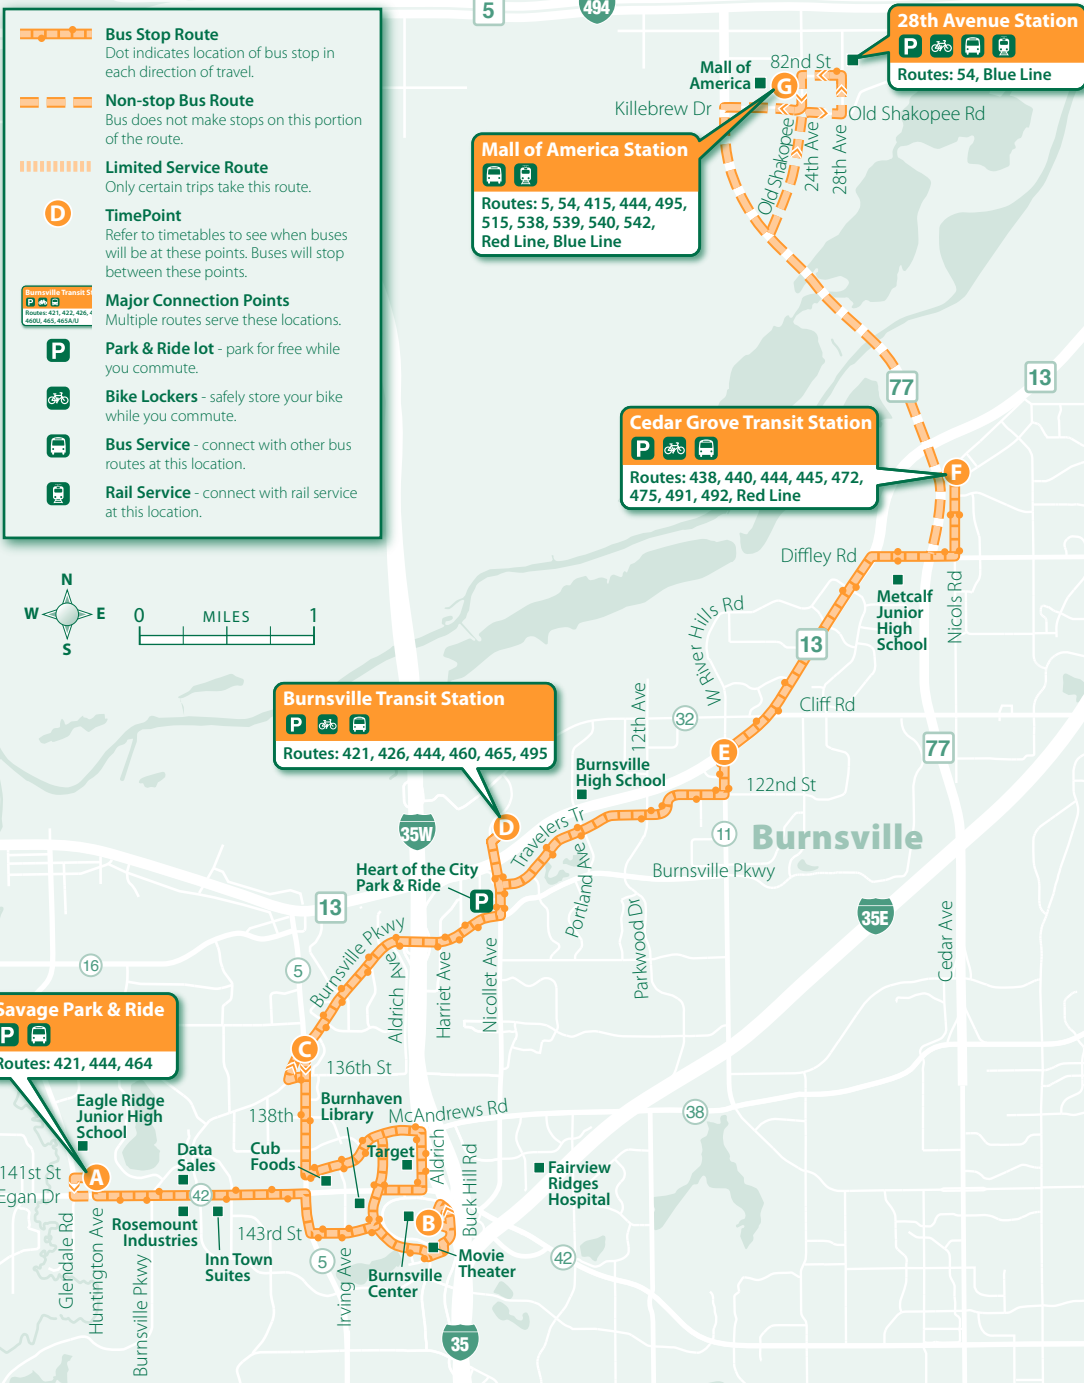 Bus Stop Route
Dot indicates location of bus stop in
each direction of travel.
Non-stop Bus Route
Bus does not make stops on this portion
of the route.
Limited Service Route
Only certain trips take this route.
D
TimePoint
Refer to timetables to see when buses
will be at these points. Buses will stop
between these points.
Burnsville Transit St
P
Routes: 421, 422, 426, 4
460U, 465, 465A/U
Major Connection Points
Multiple routes serve these locations.
P
Park & Ride lot - park for free while
you commute.
Bike Lockers - safely store your bike
while you commute.
Bus Service - connect with other bus
routes at this location.
Rail Service - connect with rail service
at this location.
N
W
E
S
0
MILES
1
5
494
28th Avenue Station
P
Routes: 54, Blue Line
82nd St
Mall of
America
G
Killebrew Dr
Old Shakopee Rd
Old Shakopee
24th Ave
28th Ave
Mall of America Station
Routes: 5, 54, 415, 444, 495,
515, 538, 539, 540, 542,
Red Line, Blue Line
77
13
Cedar Grove Transit Station
P
Routes: 438, 440, 444, 445, 472,
475, 491, 492, Red Line
F
Diffley Rd
Metcalf
Junior
High
School
Nicols Rd
W River Hills Rd
13
Cliff Rd
Burnsville Transit Station
P
Routes: 421, 426, 444, 460, 465, 495
12th Ave
32
77
E
Burnsville
High School
122nd St
35W
D
Travelers Tr
11
Burnsville
Heart of the City
Park & Ride
P
Portland Ave
Burnsville Pkwy
13
Burnsville Pkwy
35E
Parkwood Dr
Cedar Ave
16
5
Aldrich Ave
Harriet Ave
Nicollet Ave
Savage Park & Ride
P
Routes: 421, 444, 464
C
136th St
Eagle Ridge
Junior High
School
138th
Burnhaven
Library
McAndrews Rd
38
Data
Sales
Cub
Foods
Target
Aldrich
Buck Hill Rd
Fairview
Ridges
Hospital
141st St
A
Egan Dr
42
Rosemount
Industries
143rd St
B
Glendale Rd
Huntington Ave
Burnsville Pkwy
Inn Town
Suites
5
Irving Ave
Burnsville
Center
Movie
Theater
42
35